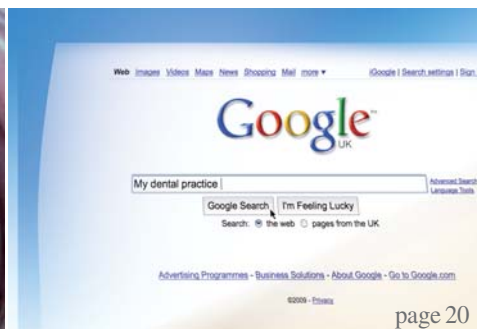 Web Images Videos Maps News Shopping Mail more ▼ iGoogle | Search settings | Sign
Google™
UK
My dental practice
Advanced Search
Language Tools
Google Search I'm Feeling Lucky
Search: the web pages from the UK
Advertising Programmes - Business Solutions - About Google - Go to Google.com
©2009 - Privacy
page 20